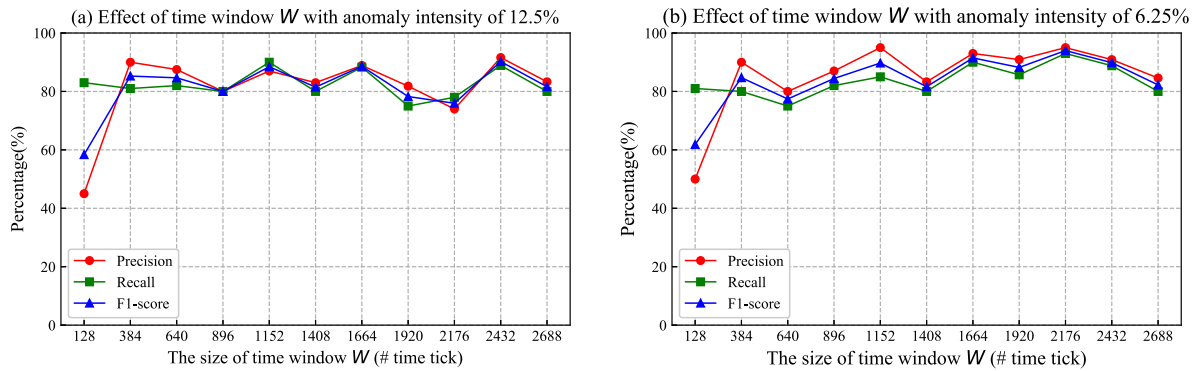 (a) Effect of time window W with anomaly intensity of 12.5%
Percentage(%)
100
80
60
40
20
0
Precision
Recall
F1-score
128 384 640 896 1152 1408 1664 1920 2176 2432 2688
The size of time window W (# time tick)
(b) Effect of time window W with anomaly intensity of 6.25%
Percentage(%)
100
80
60
40
20
0
Precision
Recall
F1-score
128 384 640 896 1152 1408 1664 1920 2176 2432 2688
The size of time window W (# time tick)